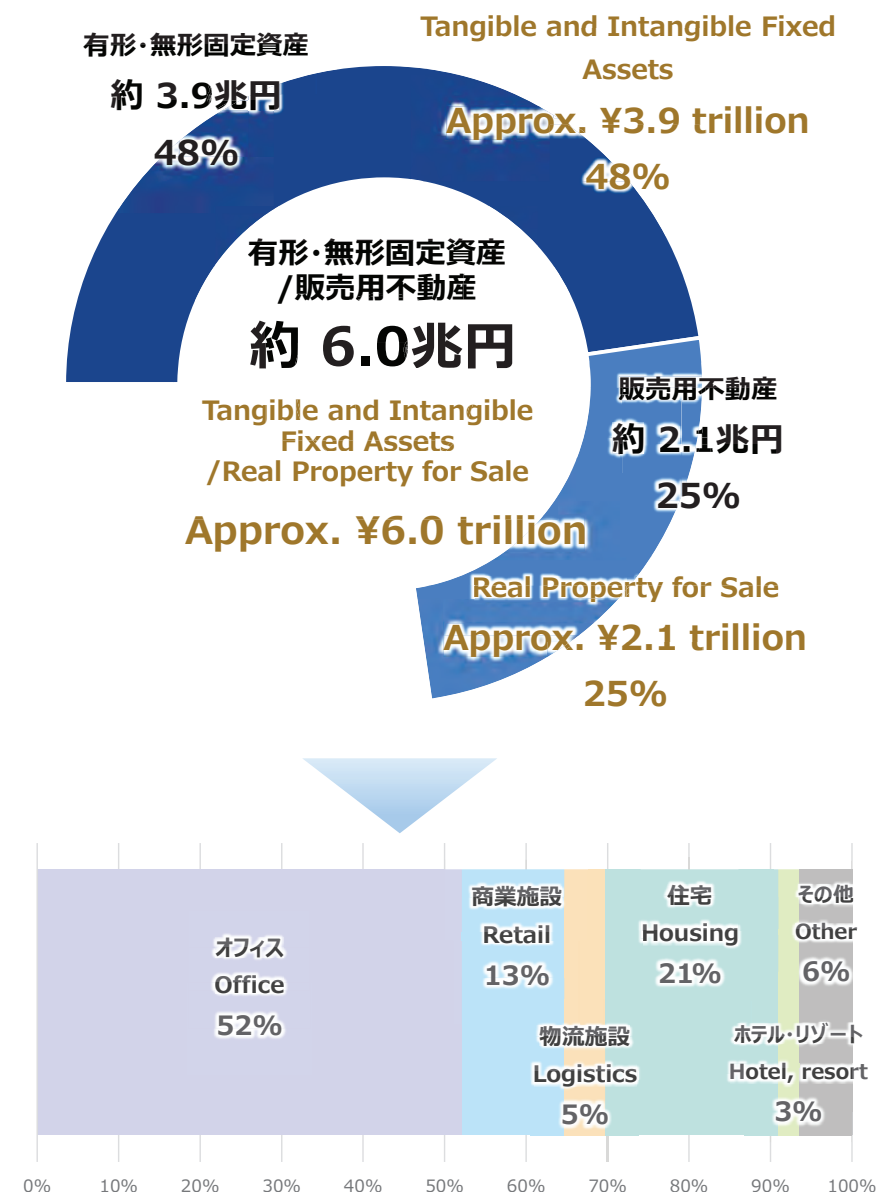 有形・無形固定資産
約 3.9兆円
48%
Tangible and Intangible Fixed
Assets
Approx. ¥3.9 trillion
48%
有形・無形固定資産
/販売用不動産
約 6.0兆円
Tangible and Intangible
Fixed Assets
/Real Property for Sale
Approx. ¥6.0 trillion
販売用不動産
約 2.1兆円
25%
Real Property for Sale
Approx. ¥2.1 trillion
25%
オフィス
Office
52%
商業施設
Retail
13%
物流施設
Logistics
5%
住宅
Housing
21%
ホテル・リゾート
Hotel, resort
3%
その他
Other
6%
0% 10% 20% 30% 40% 50% 60% 70% 80% 90% 100%